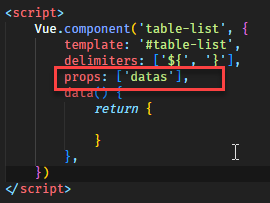 <script>
Vue.component('table-list', {
template: '#table-list',
delimiters: ['${', '}'],
props: ['datas'],
data() {
return {
}
},
})
</script>